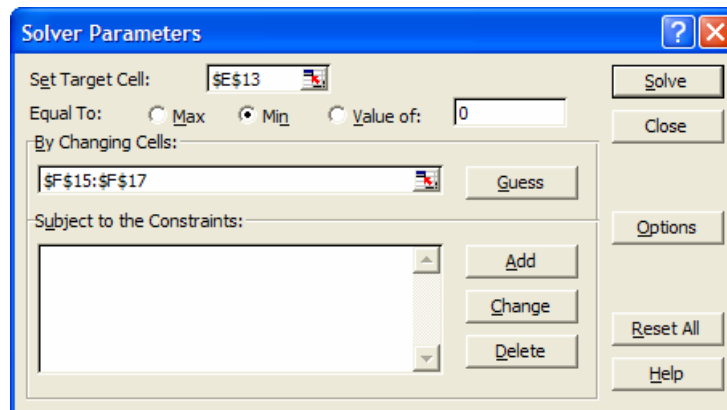 Solver Parameters
?
Set Target Cell: $E$13 Solve
Equal To: Max Min Value of: 0 Close
By Changing Cells:
$F$15:$F$17 Guess
Subject to the Constraints: Options
Add
Change
Reset All
Delete
Help